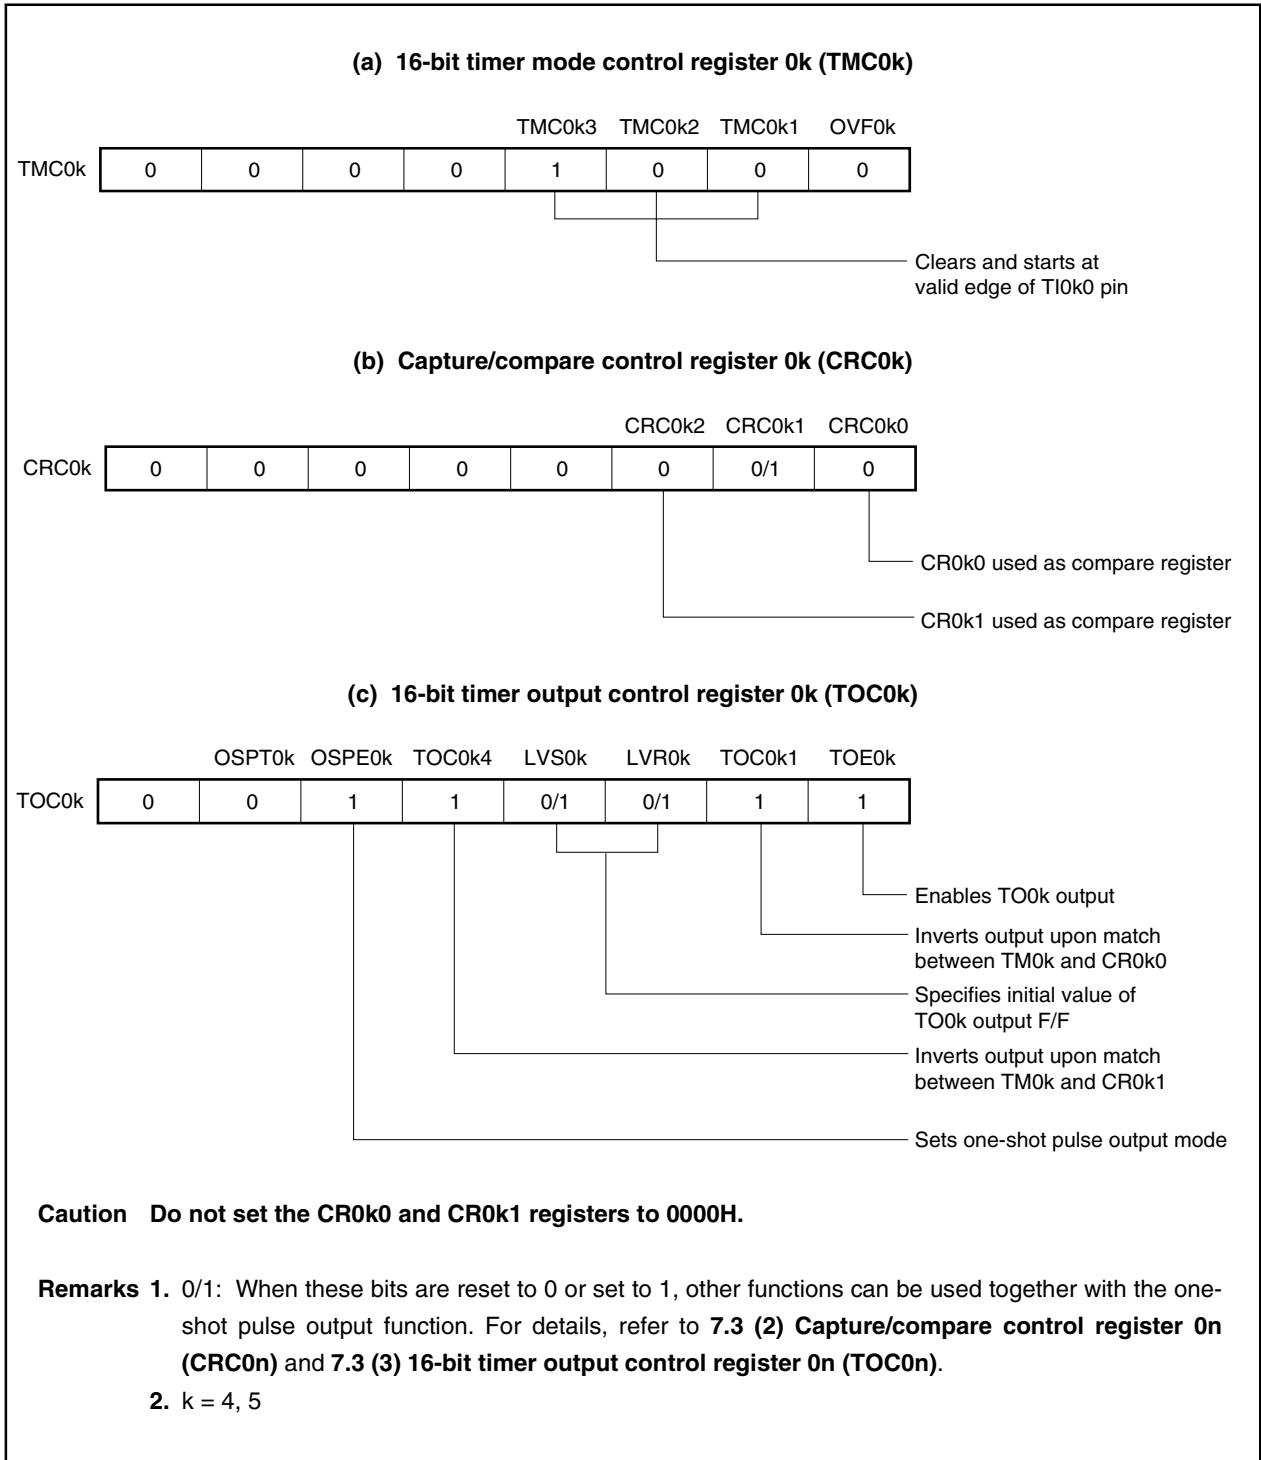 (a) 16-bit timer mode control register 0k (TMC0k)
TMC0k3 TMC0k2 TMC0k1 OVF0k
TMC0k 0 0 0 0 1 0 0 0
Clears and starts at
valid edge of TI0k0 pin
(b) Capture/compare control register 0k (CRC0k)
CRC0k2 CRC0k1 CRC0k0
CRC0k 0 0 0 0 0 0 0/1 0
CR0k0 used as compare register
CR0k1 used as compare register
(c) 16-bit timer output control register 0k (TOC0k)
OSPT0k OSPE0k TOC0k4 LVS0k LVR0k TOC0k1 TOE0k
TOC0k 0 0 1 1 0/1 0/1 1 1
Enables TO0k output
Inverts output upon match
between TM0k and CR0k0
Specifies initial value of
TO0k output F/F
Inverts output upon match
between TM0k and CR0k1
Sets one-shot pulse output mode
Caution Do not set the CR0k0 and CR0k1 registers to 0000H.
Remarks 1. 0/1: When these bits are reset to 0 or set to 1, other functions can be used together with the one-
shot pulse output function. For details, refer to 7.3 (2) Capture/compare control register 0n
(CRC0n) and 7.3 (3) 16-bit timer output control register 0n (TOC0n).
2. k = 4, 5